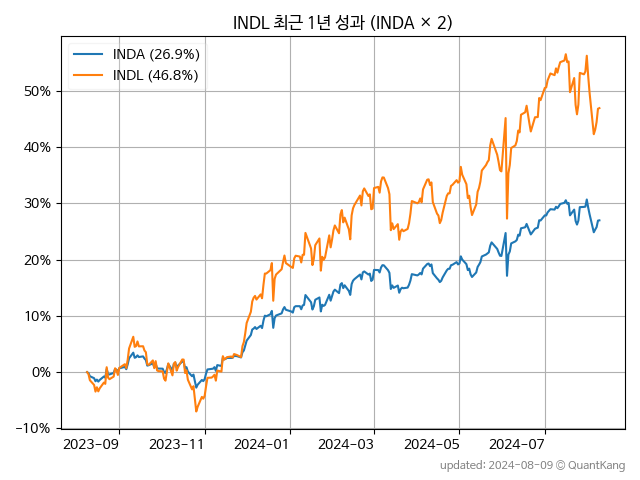 INDL 최근 1년 성과 (INDA × 2)
INDA (26.9%)
INDL (46.8%)
50%
40%
30%
20%
10%
0%
−10%
2023-09 2023-11 2024-01 2024-03 2024-05 2024-07
updated: 2024-08-09 © QuantKang